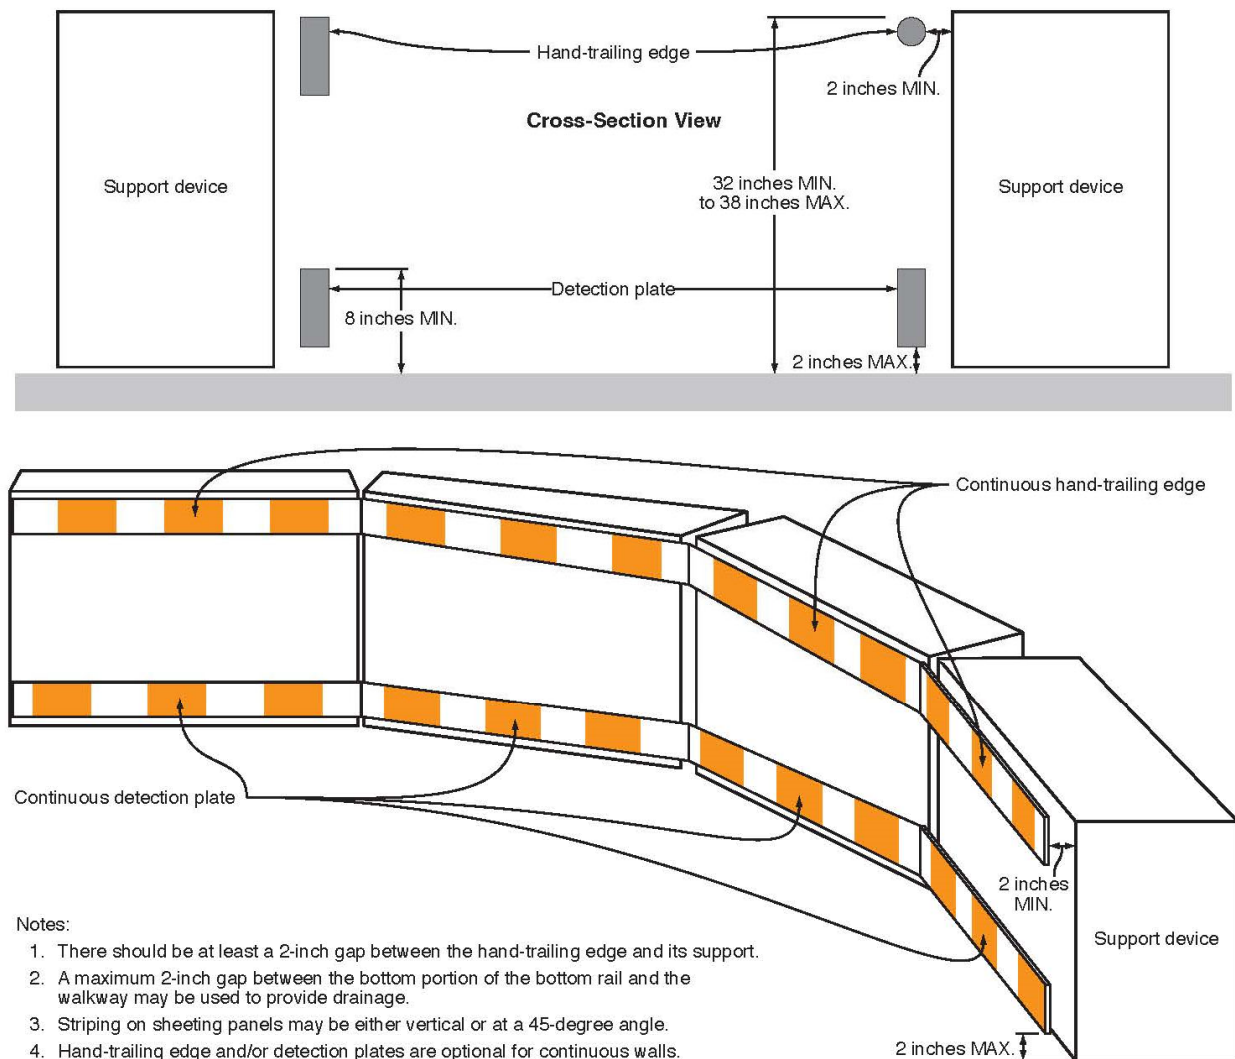 Hand-trailing edge
2 inches MIN.
Cross-Section View
Support device
32 inches MIN.
to 38 inches MAX.
Support device
Detection plate
8 inches MIN.
2 inches MAX.
Continuous hand-trailing edge
Continuous detection plate
2 inches
MIN.
Support device
Notes:
1. There should be at least a 2-inch gap between the hand-trailing edge and its support.
2. A maximum 2-inch gap between the bottom portion of the bottom rail and the
walkway may be used to provide drainage.
3. Striping on sheeting panels may be either vertical or at a 45-degree angle.
4. Hand-trailing edge and/or detection plates are optional for continuous walls.
2 inches MAX.